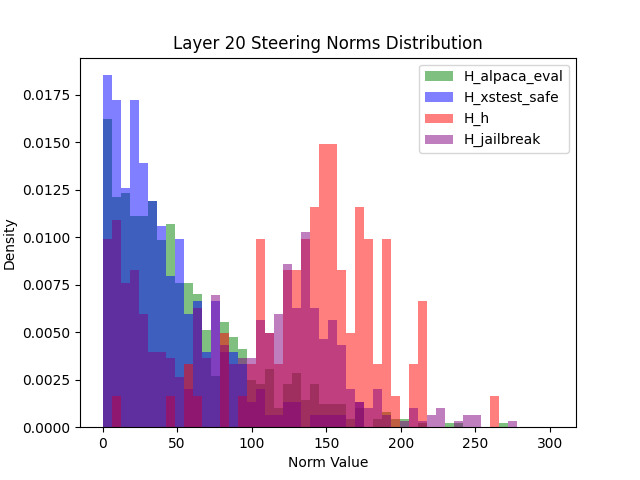 Layer 20 Steering Norms Distribution
H_alpaca_eval
H_xstest_safe
H_h
H_jailbreak
0.0175
0.0150
0.0125
0.0100
0.0075
0.0050
0.0025
0.0000
Density
0 50 100 150 200 250 300
Norm Value